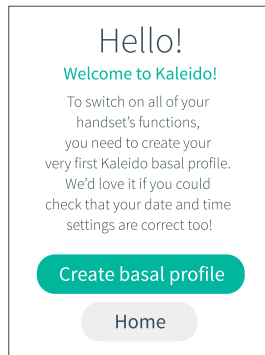 Hello!
Welcome to Kaleido!
To switch on all of your
handset's functions,
you need to create your
very first Kaleido basal profile.
We'd love it if you could
check that your date and time
settings are correct too!
Create basal profile
Home